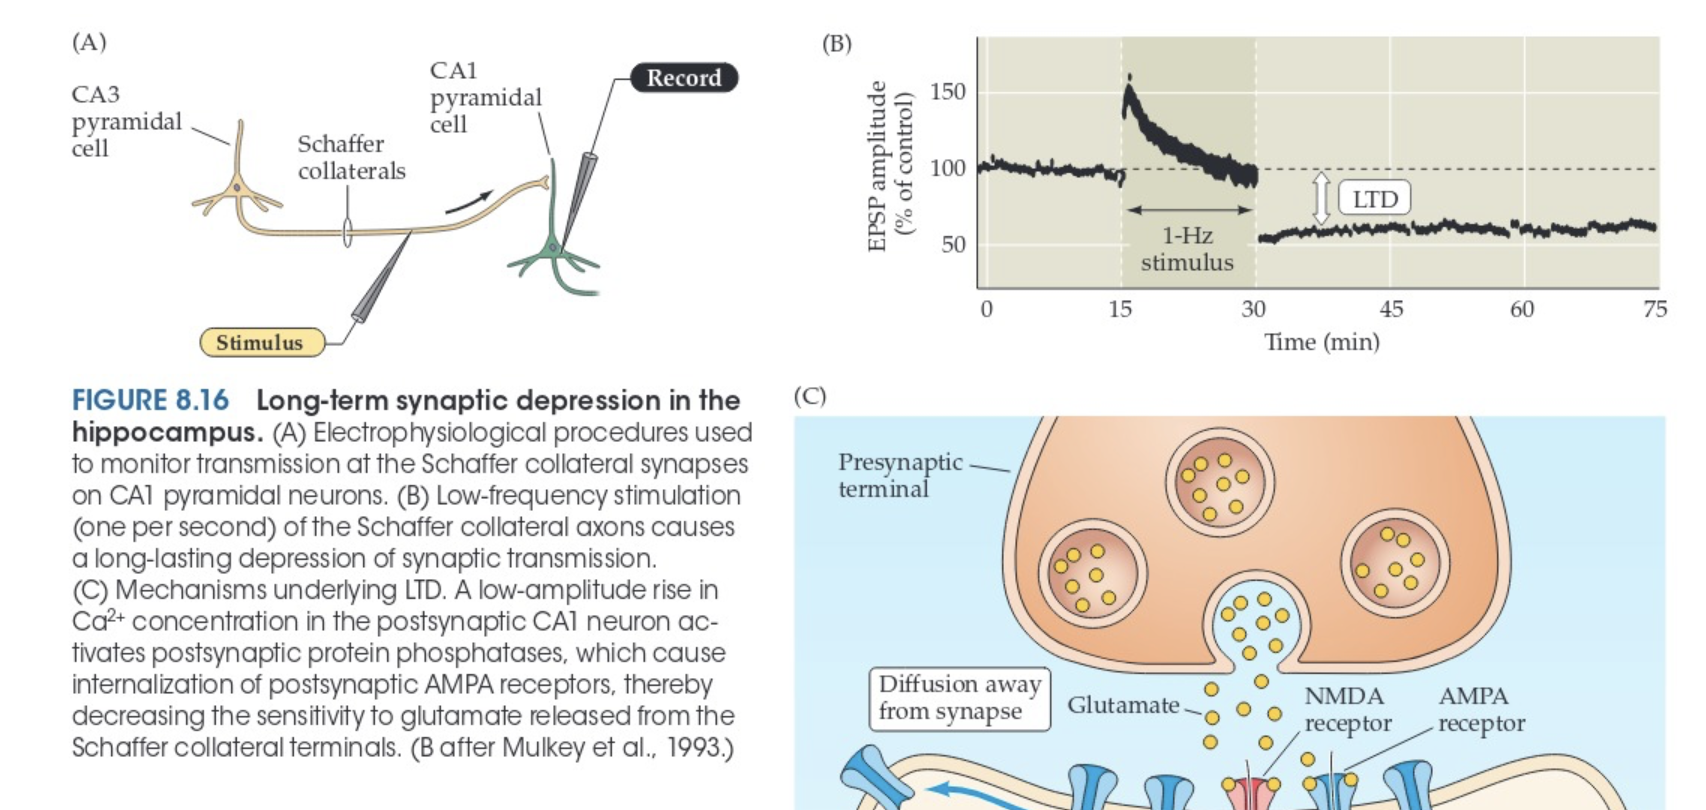 (A)
CA3
pyramidal
cell
Schaffer
collaterals
CA1
pyramidal
cell
Record
Stimulus
(B)
EPSP amplitude
(% of control)
150
100
50
LTD
1-Hz
stimulus
0 15 30 45 60 75
Time (min)
FIGURE 8.16 Long-term synaptic depression in the
hippocampus. (A) Electrophysiological procedures used
to monitor transmission at the Schaffer collateral synapses
on CA1 pyramidal neurons. (B) Low-frequency stimulation
(one per second) of the Schaffer collateral axons causes
a long-lasting depression of synaptic transmission.
(C) Mechanisms underlying LTD. A low-amplitude rise in
Ca²⁺ concentration in the postsynaptic CA1 neuron ac-
tivates postsynaptic protein phosphatases, which cause
internalization of postsynaptic AMPA receptors, thereby
decreasing the sensitivity to glutamate released from the
Schaffer collateral terminals. (B after Mulkey et al., 1993.)
(C)
Presynaptic
terminal
Diffusion away
from synapse
Glutamate
NMDA
receptor
AMPA
receptor